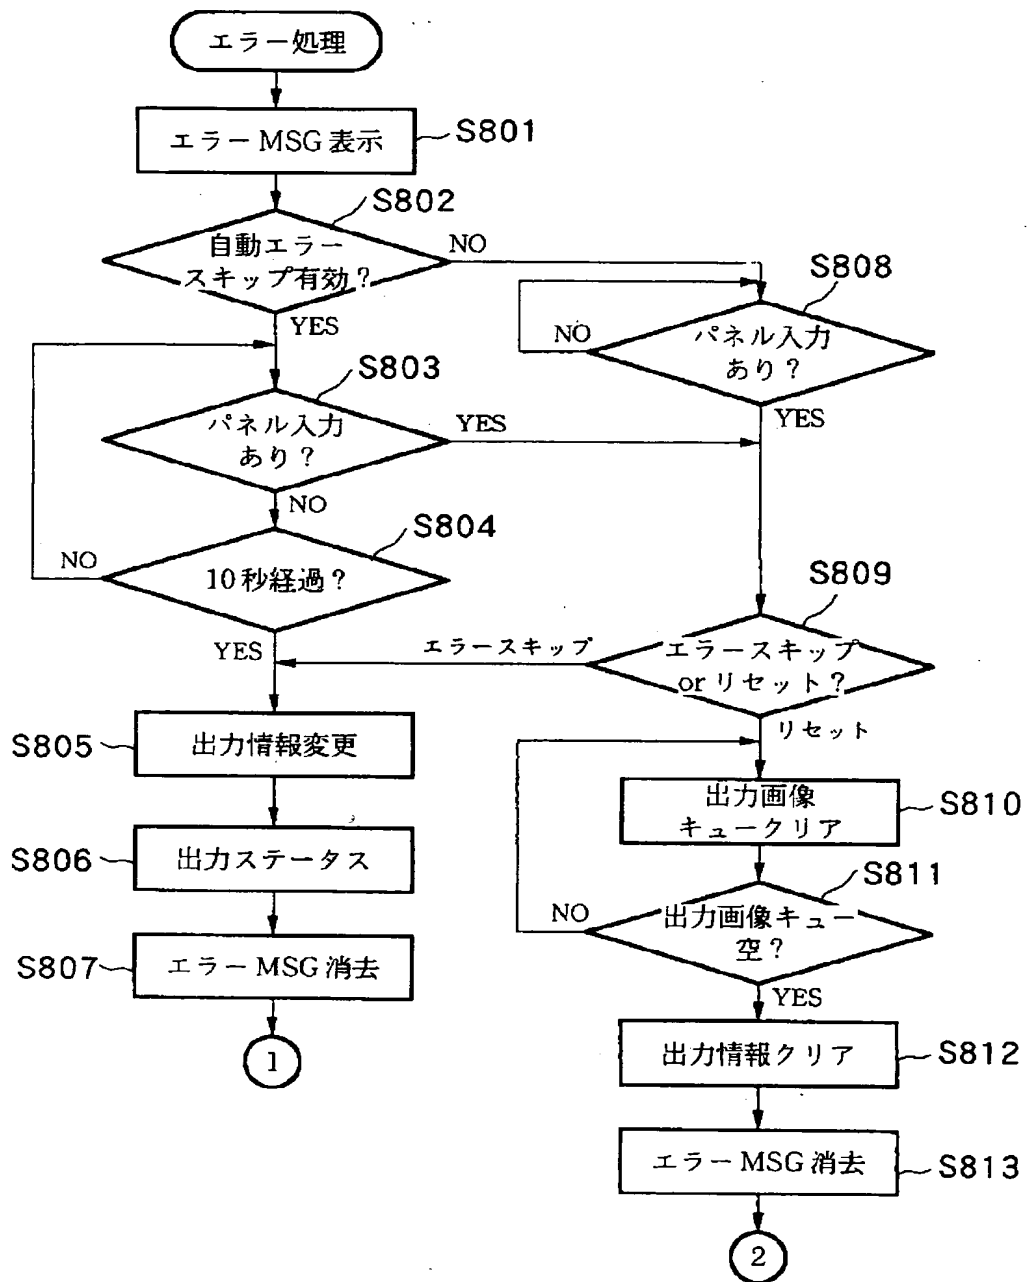 エラー処理
エラーMSG表示
S801
S802
自動エラー
スキップ有効?
NO
YES
S808
パネル入力
あり?
NO
YES
S803
パネル入力
あり?
YES
NO
S804
10秒経過?
NO
YES
S809
エラースキップ
orリセット?
エラースキップ
リセット
S805
出力情報変更
S806
出力ステータス
S807
エラーMSG消去
1
出力画像
キュークリア
S810
S811
出力画像キュー
空?
NO
YES
出力情報クリア
S812
エラーMSG消去
S813
2